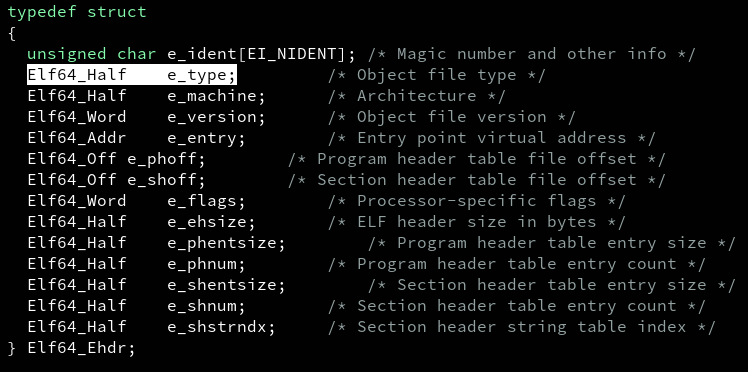 typedef struct
{
  unsigned char e_ident[EI_NIDENT]; /* Magic number and other info */
  Elf64_Half    e_type;         /* Object file type */
  Elf64_Half    e_machine;      /* Architecture */
  Elf64_Word    e_version;      /* Object file version */
  Elf64_Addr    e_entry;        /* Entry point virtual address */
  Elf64_Off e_phoff;        /* Program header table file offset */
  Elf64_Off e_shoff;        /* Section header table file offset */
  Elf64_Word    e_flags;        /* Processor-specific flags */
  Elf64_Half    e_ehsize;       /* ELF header size in bytes */
  Elf64_Half    e_phentsize;        /* Program header table entry size */
  Elf64_Half    e_phnum;        /* Program header table entry count */
  Elf64_Half    e_shentsize;        /* Section header table entry size */
  Elf64_Half    e_shnum;        /* Section header table entry count */
  Elf64_Half    e_shstrndx;     /* Section header string table index */
} Elf64_Ehdr;